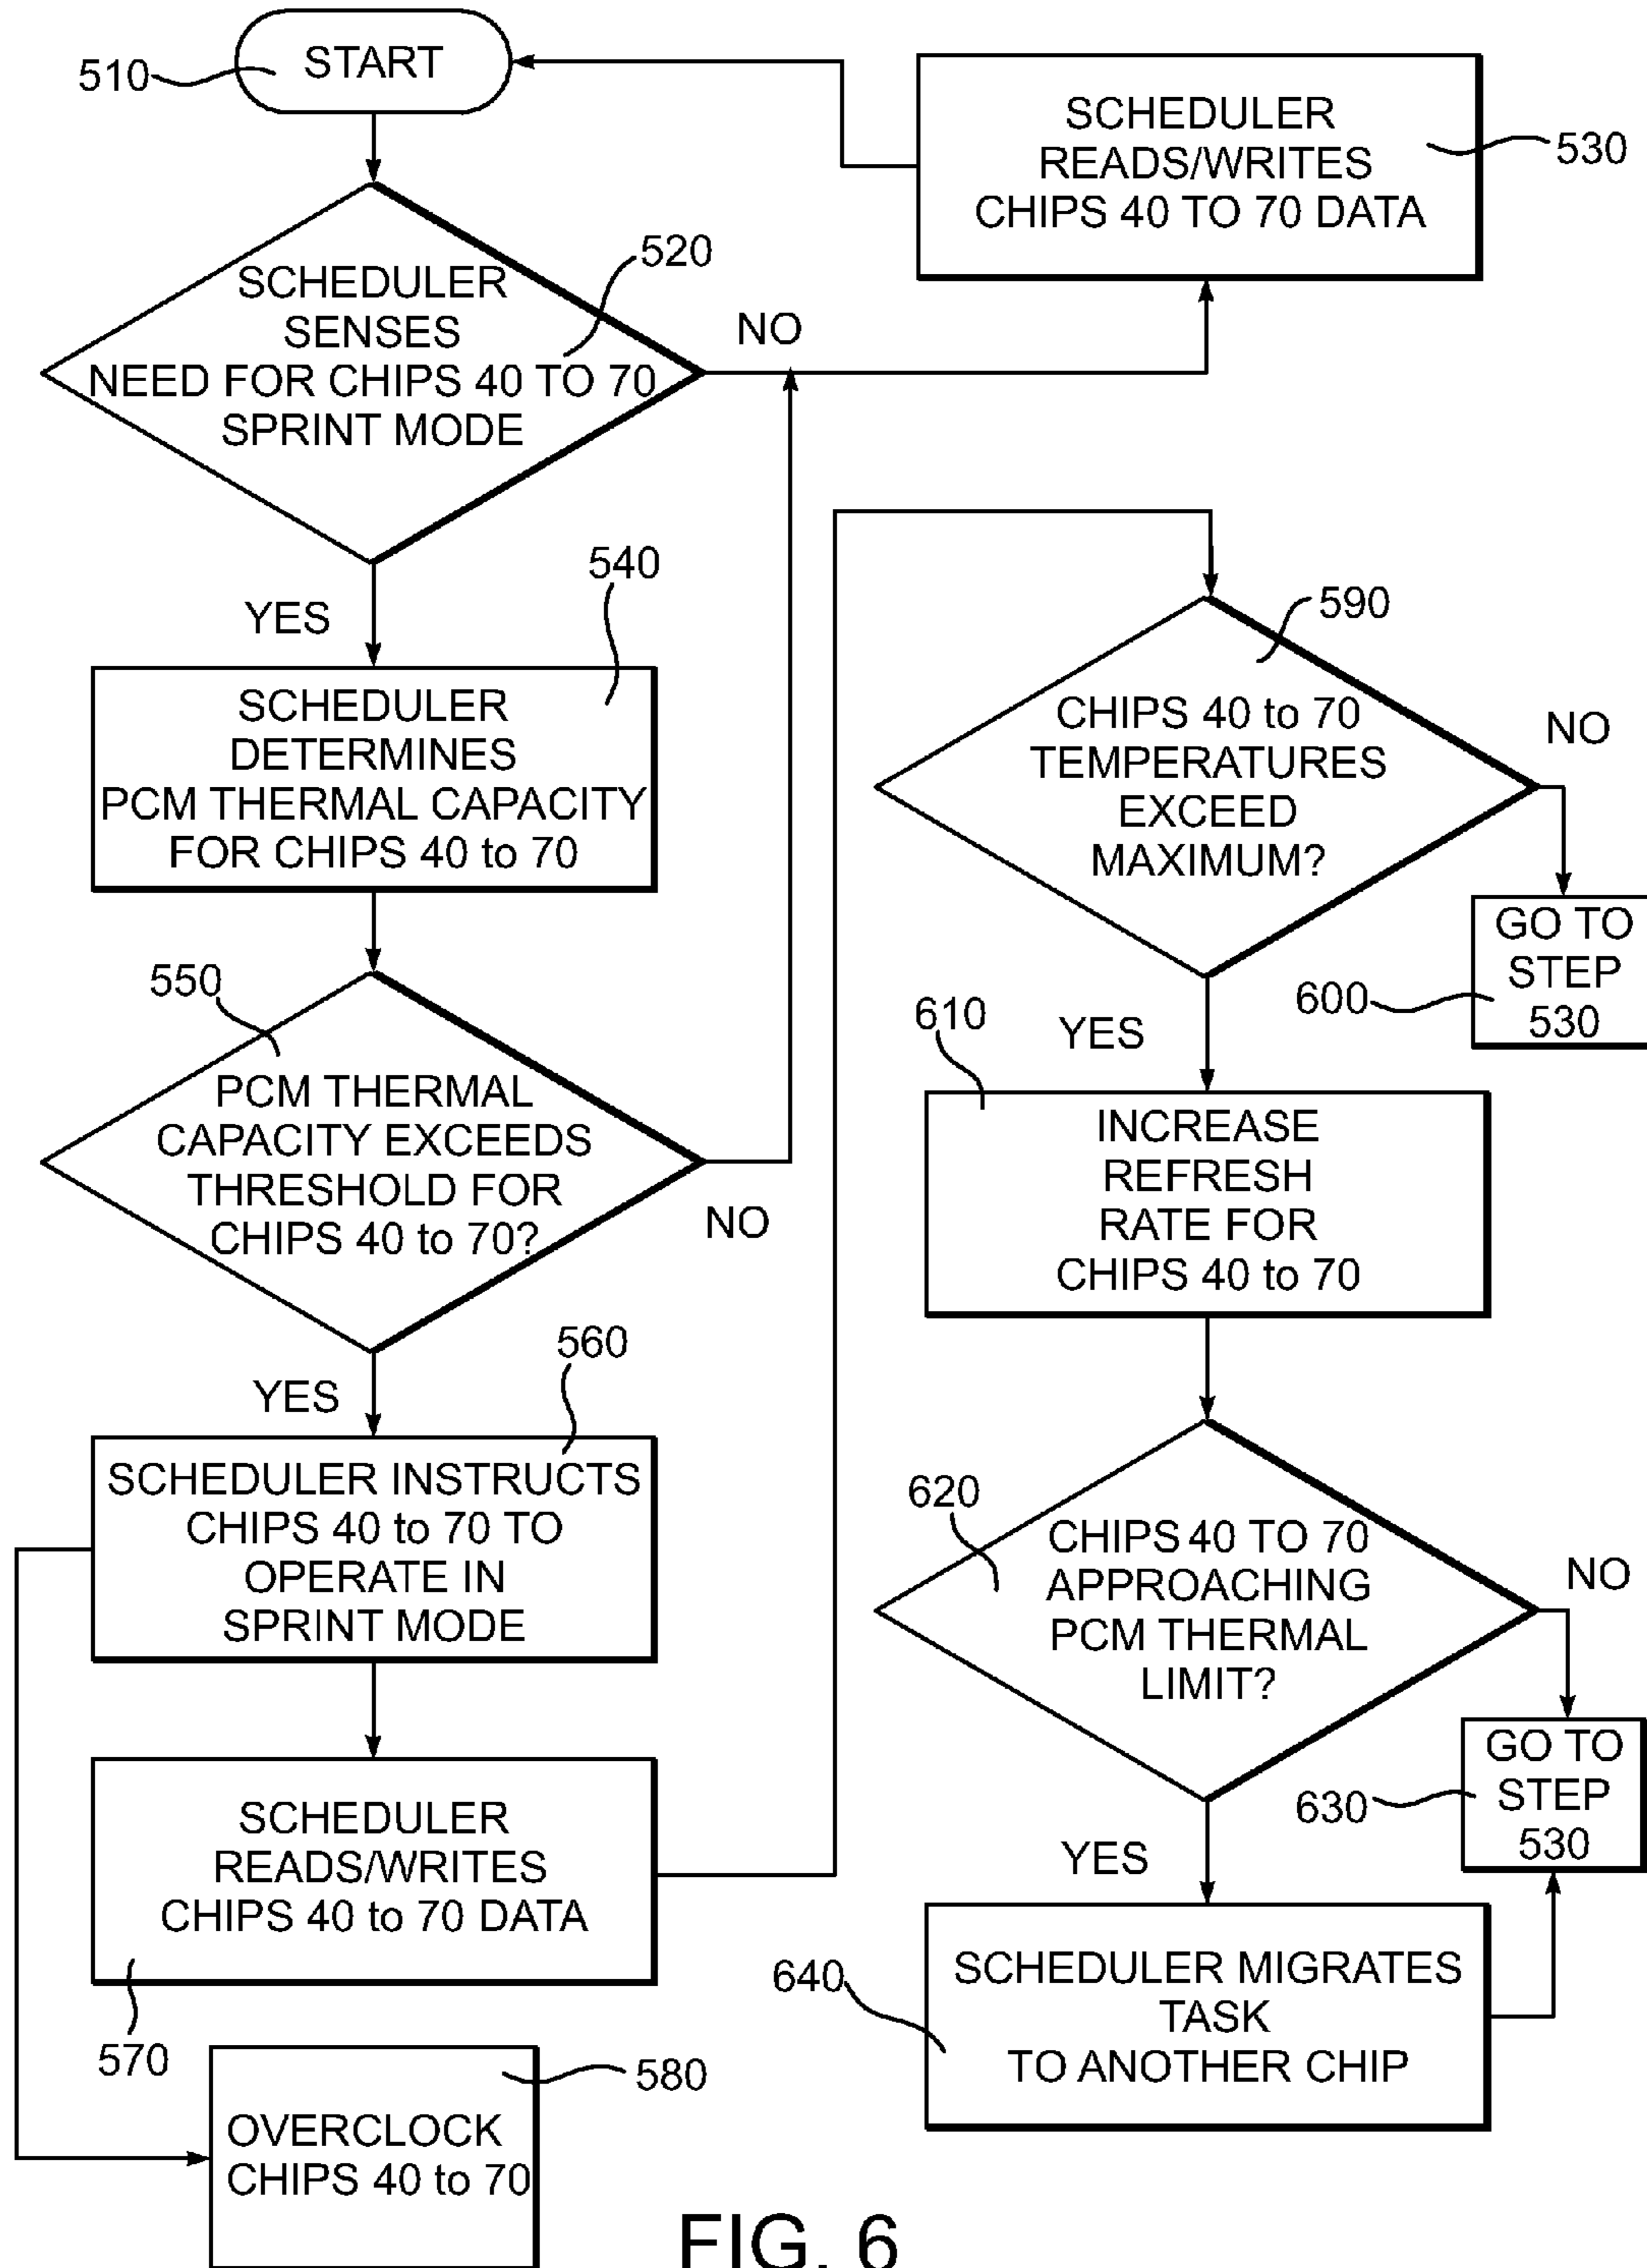 510
START
SCHEDULER
READS/WRITES
CHIPS 40 TO 70 DATA
530
520
SCHEDULER
SENSES
NEED FOR CHIPS 40 TO 70
SPRINT MODE
NO
YES
540
SCHEDULER
DETERMINES
PCM THERMAL CAPACITY
FOR CHIPS 40 to 70
550
PCM THERMAL
CAPACITY EXCEEDS
THRESHOLD FOR
CHIPS 40 to 70?
NO
YES
560
SCHEDULER INSTRUCTS
CHIPS 40 to 70 TO
OPERATE IN
SPRINT MODE
SCHEDULER
READS/WRITES
CHIPS 40 to 70 DATA
570
580
OVERCLOCK
CHIPS 40 to 70
590
CHIPS 40 to 70
TEMPERATURES
EXCEED
MAXIMUM?
NO
GO TO
STEP
530
600
YES
610
INCREASE
REFRESH
RATE FOR
CHIPS 40 to 70
620
CHIPS 40 TO 70
APPROACHING
PCM THERMAL
LIMIT?
NO
GO TO
STEP
530
630
YES
640
SCHEDULER MIGRATES
TASK
TO ANOTHER CHIP
FIG. 6